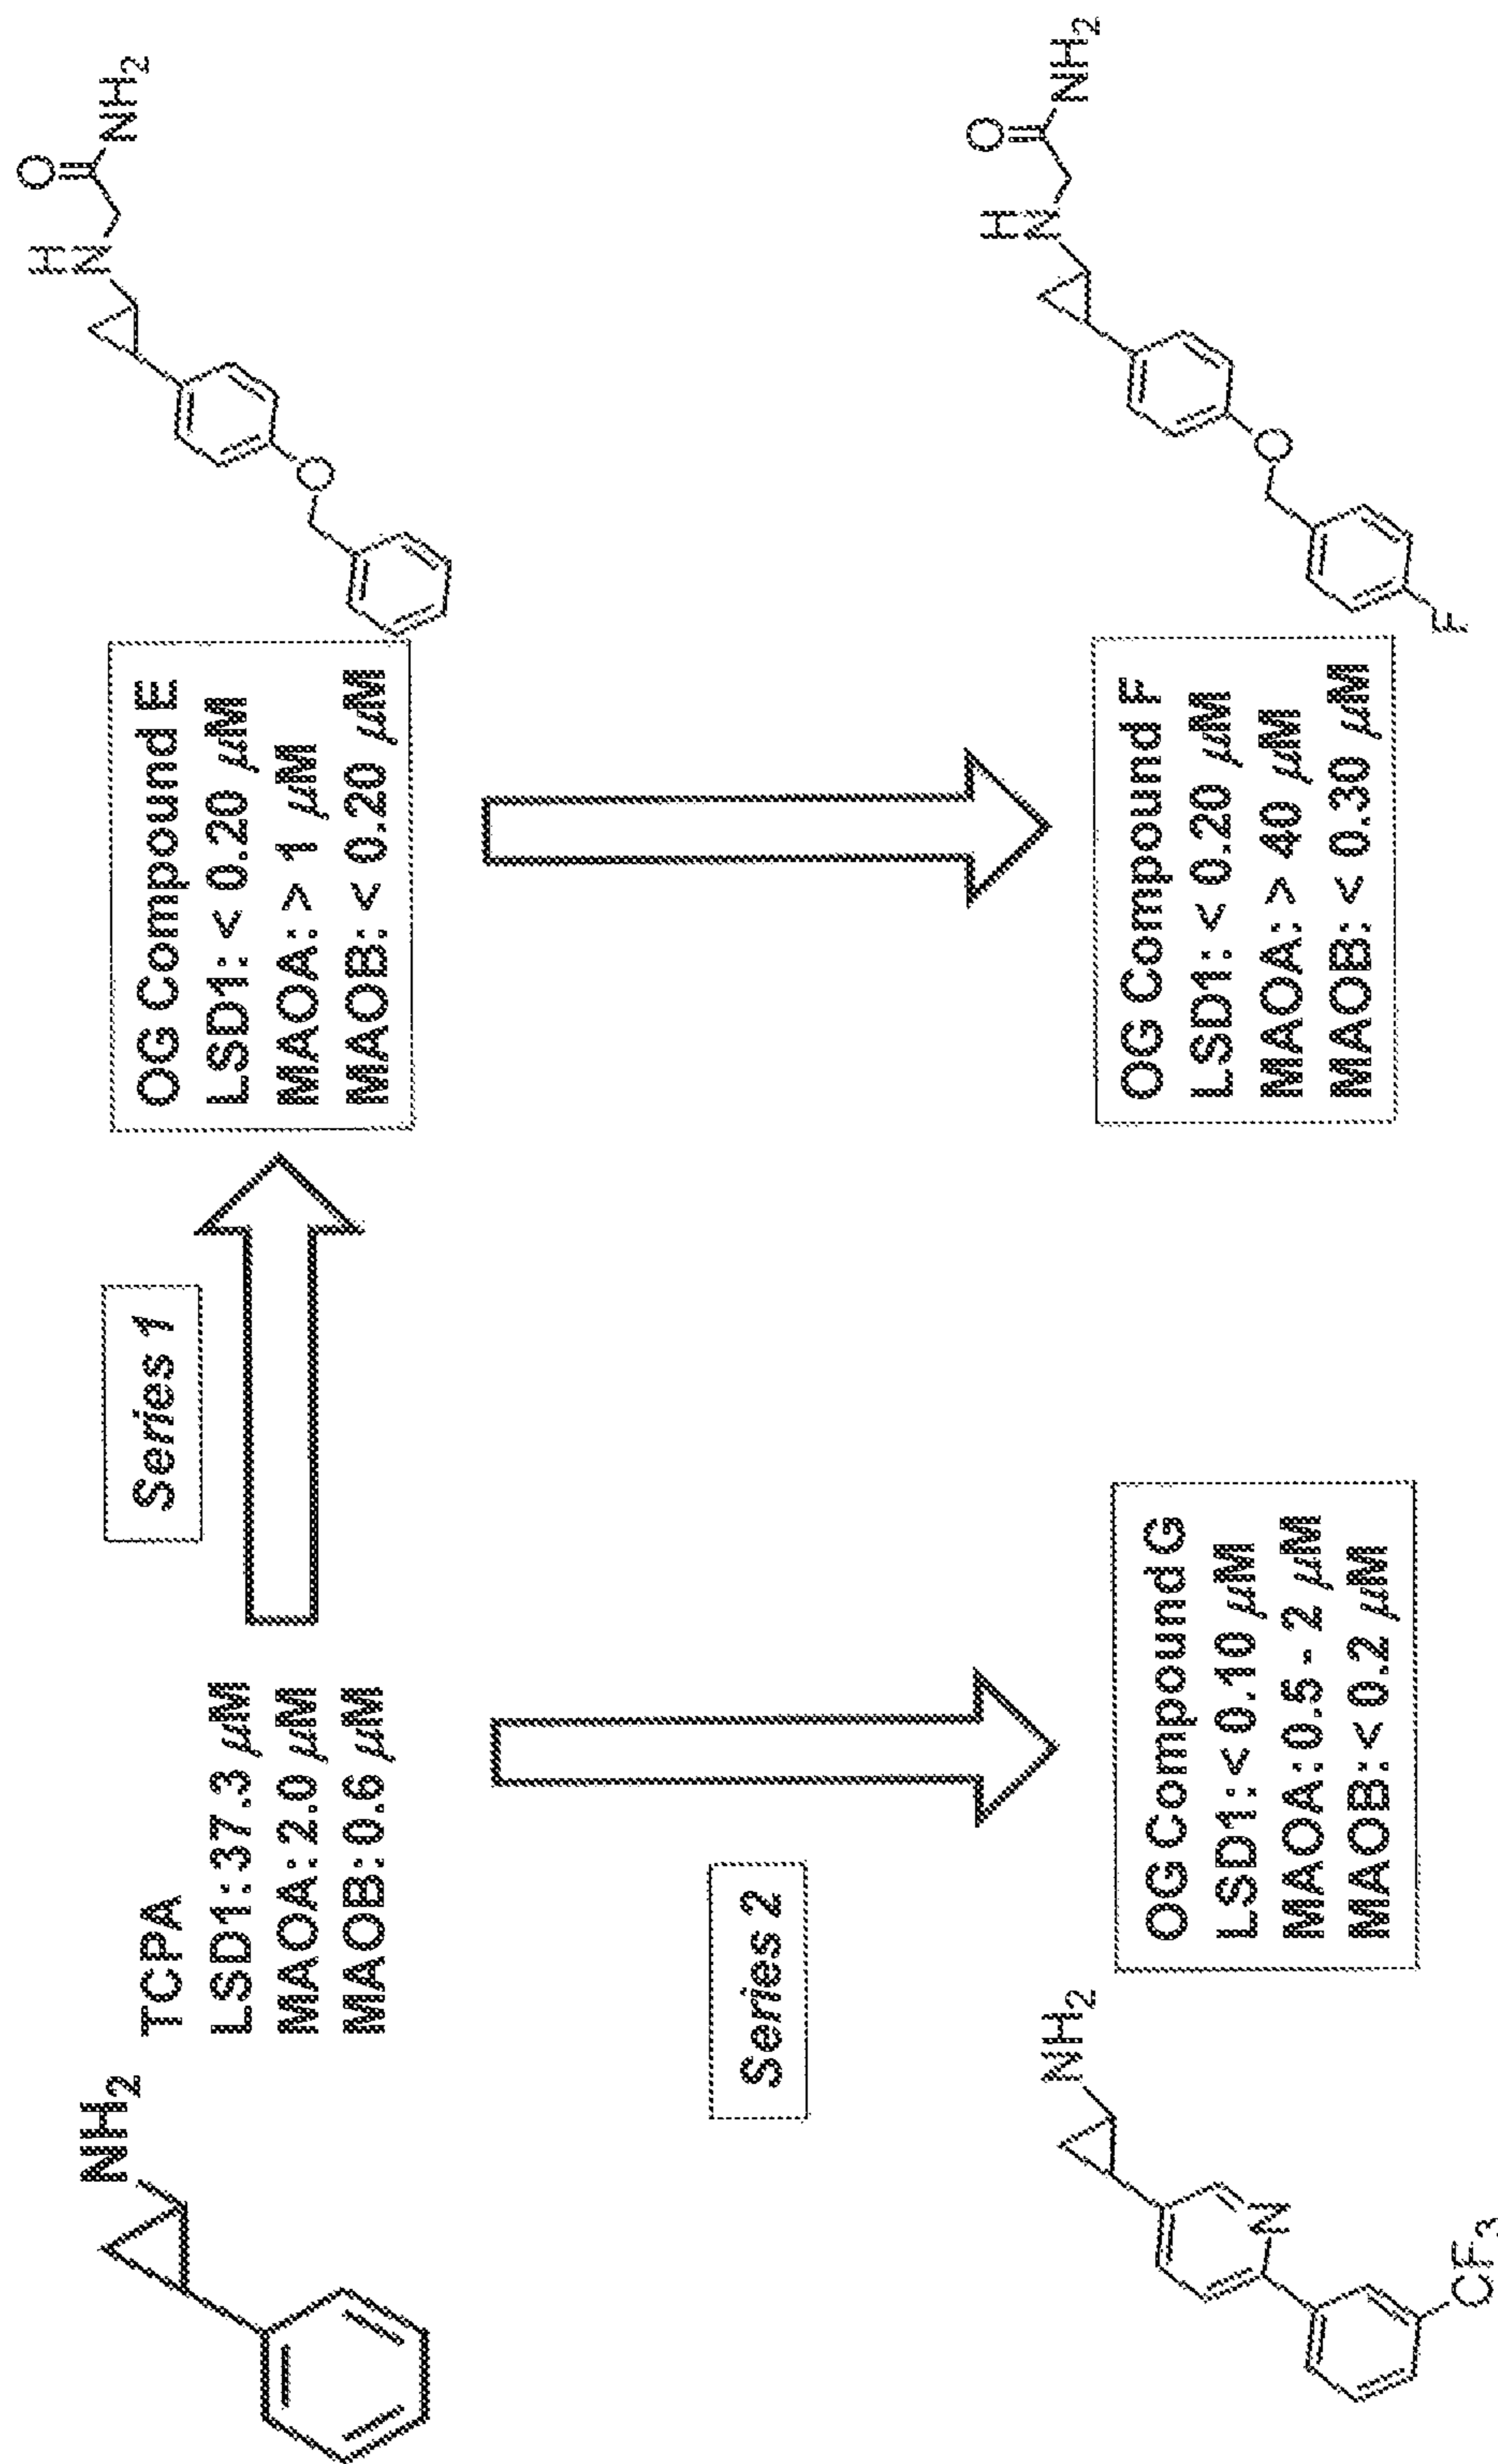 NH2
TCPA
LSD1: 37.3 µM
MAOA: 2.0 µM
MAOB: 0.6 µM
Series 1
OG Compound E
LSD1: < 0.20 µM
MAOA: > 1 µM
MAOB: < 0.20 µM
O
H
N
NH2
O
Series 2
NH2
N
CF3
OG Compound G
LSD1: < 0.10 µM
MAOA: 0.5 - 2 µM
MAOB: < 0.2 µM
OG Compound F
LSD1: < 0.20 µM
MAOA: > 40 µM
MAOB: < 0.30 µM
O
H
N
NH2
O
F